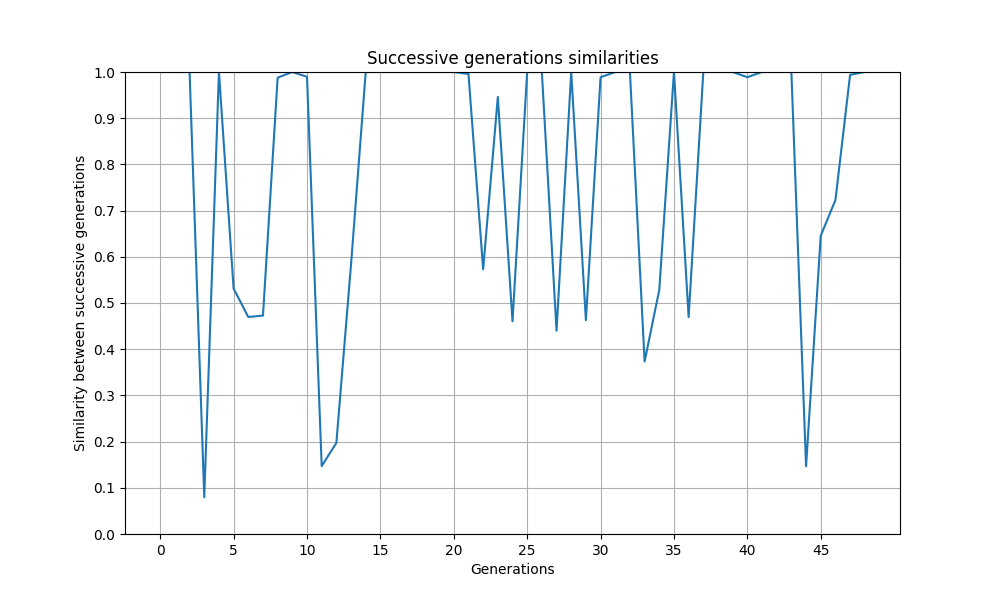 Successive generations similarities
Similarity between successive generations
1.0
0.9
0.8
0.7
0.6
0.5
0.4
0.3
0.2
0.1
0.0
0 5 10 15 20 25 30 35 40 45
Generations